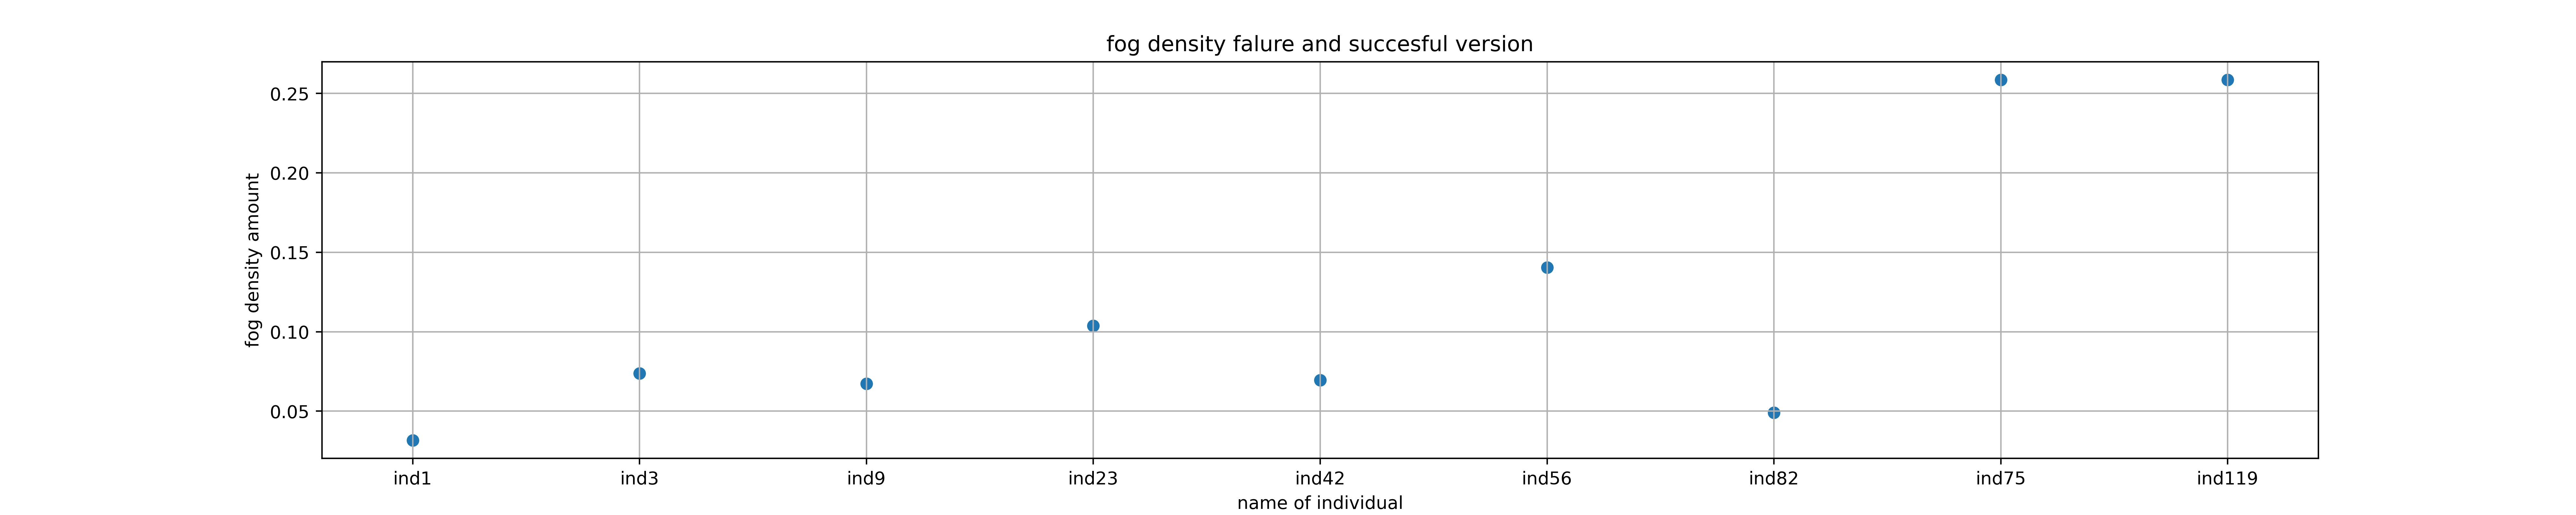 fog density falure and succesful version
fog density amount
0.25
0.20
0.15
0.10
0.05
ind1 ind3 ind9 ind23 ind42 ind56 ind82 ind75 ind119
name of individual